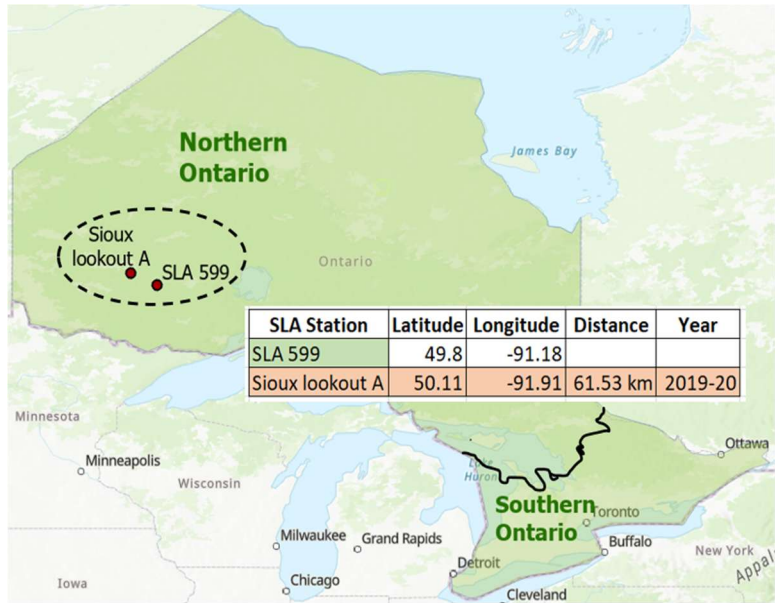 James Bay
Northern
Ontario
Sioux
lookout A
SLA 599
Ontario
SLA Station Latitude Longitude Distance Year
SLA 599 49.8 -91.18
Sioux lookout A 50.11 -91.91 61.53 km 2019-20
Minnesota
Minneapolis
Wisconsin
Lake
Huron
Ottawa
Southern
Ontario
Toronto
Milwaukee
Grand Rapids
Buffalo
New York
Detroit
Iowa
Chicago
Cleveland
Appal